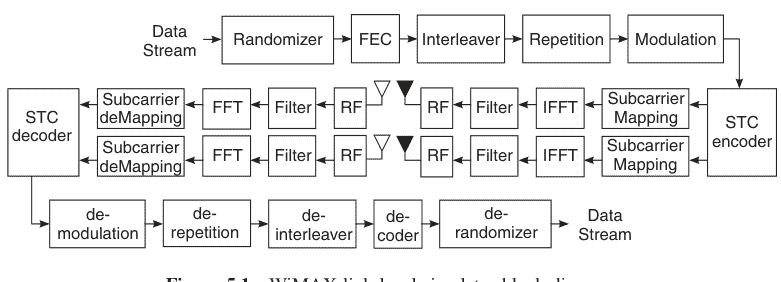 Data
Stream
Randomizer
FEC
Interleaver
Repetition
Modulation
STC
decoder
Subcarrier
deMapping
FFT
Filter
RF
RF
Filter
IFFT
Subcarrier
Mapping
STC
encoder
Subcarrier
deMapping
FFT
Filter
RF
RF
Filter
IFFT
Subcarrier
Mapping
de-
modulation
de-
repetition
de-
interleaver
de-
coder
de-
randomizer
Data
Stream